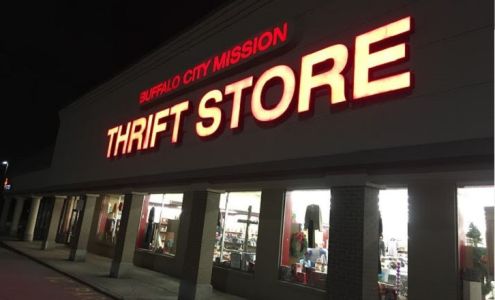 BUFFALO CITY MISSION
THRIFT STORE